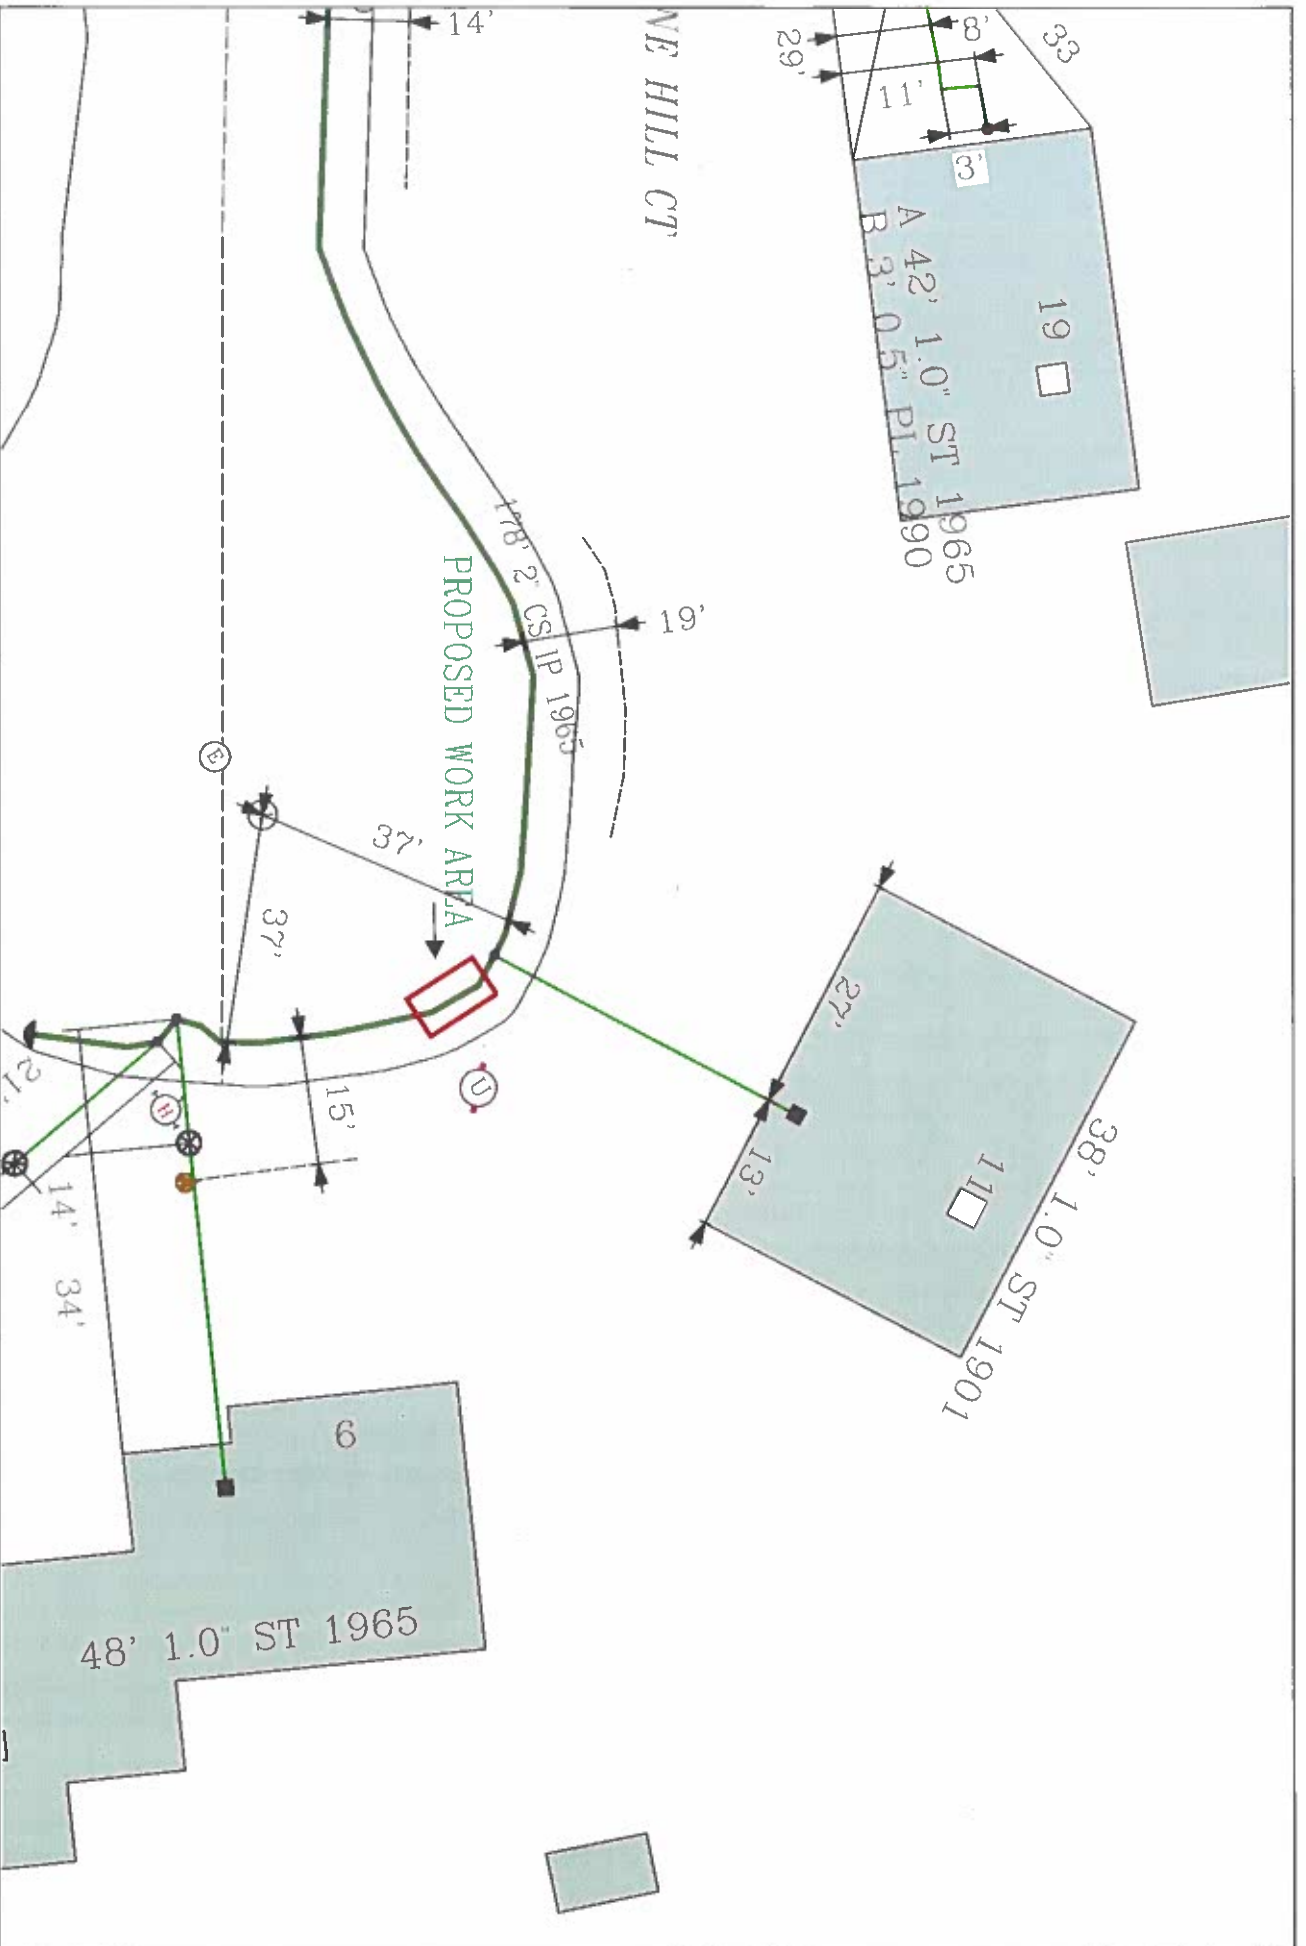 14'
WE HILL CT
29'
8'
11'
33
3'
A 42' 1.0" ST 1965
B 3' 0.5" PL 1990
19
178' 2" CS IP 1965
19'
PROPOSED WORK AREA
E
37'
37'
27'
13'
11
38' 1.0" ST 1901
U
15'
H
21'
14'
34'
6
48' 1.0" ST 1965